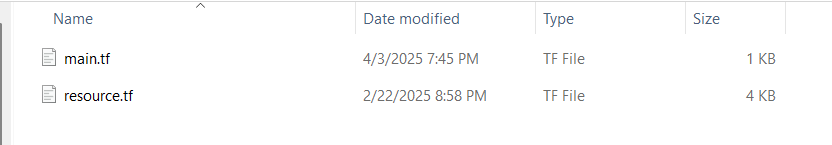 Name Date modified Type Size
main.tf 4/3/2025 7:45 PM TF File 1 KB
resource.tf 2/22/2025 8:58 PM TF File 4 KB